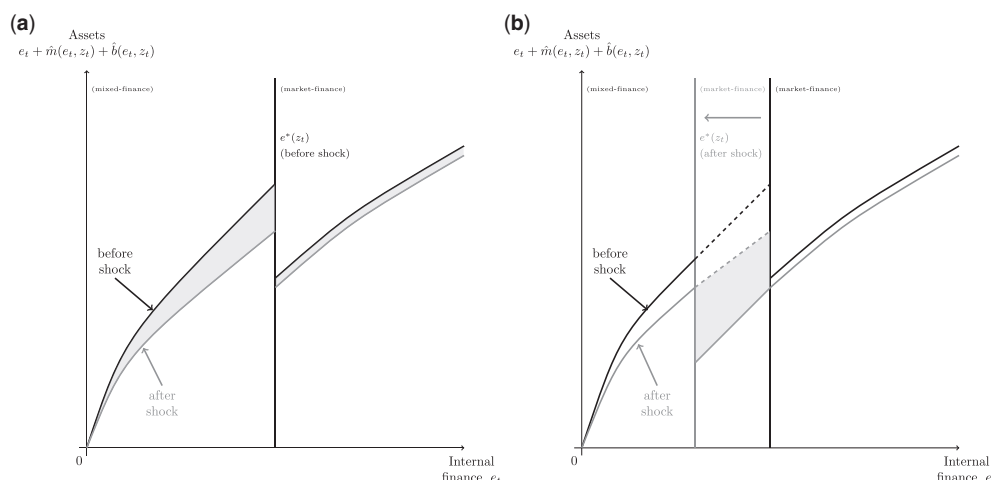 (a)
Assets
e_t + m̂(e_t, z_t) + b̂(e_t, z_t)
(mixed-finance)
(market-finance)
e*(z_t)
(before shock)
before
shock
after
shock
0
Internal
finance, e_t
(b)
Assets
e_t + m̂(e_t, z_t) + b̂(e_t, z_t)
(mixed-finance)
(market-finance)
(market-finance)
e*(z_t)
(after shock)
before
shock
after
shock
0
Internal
finance, e